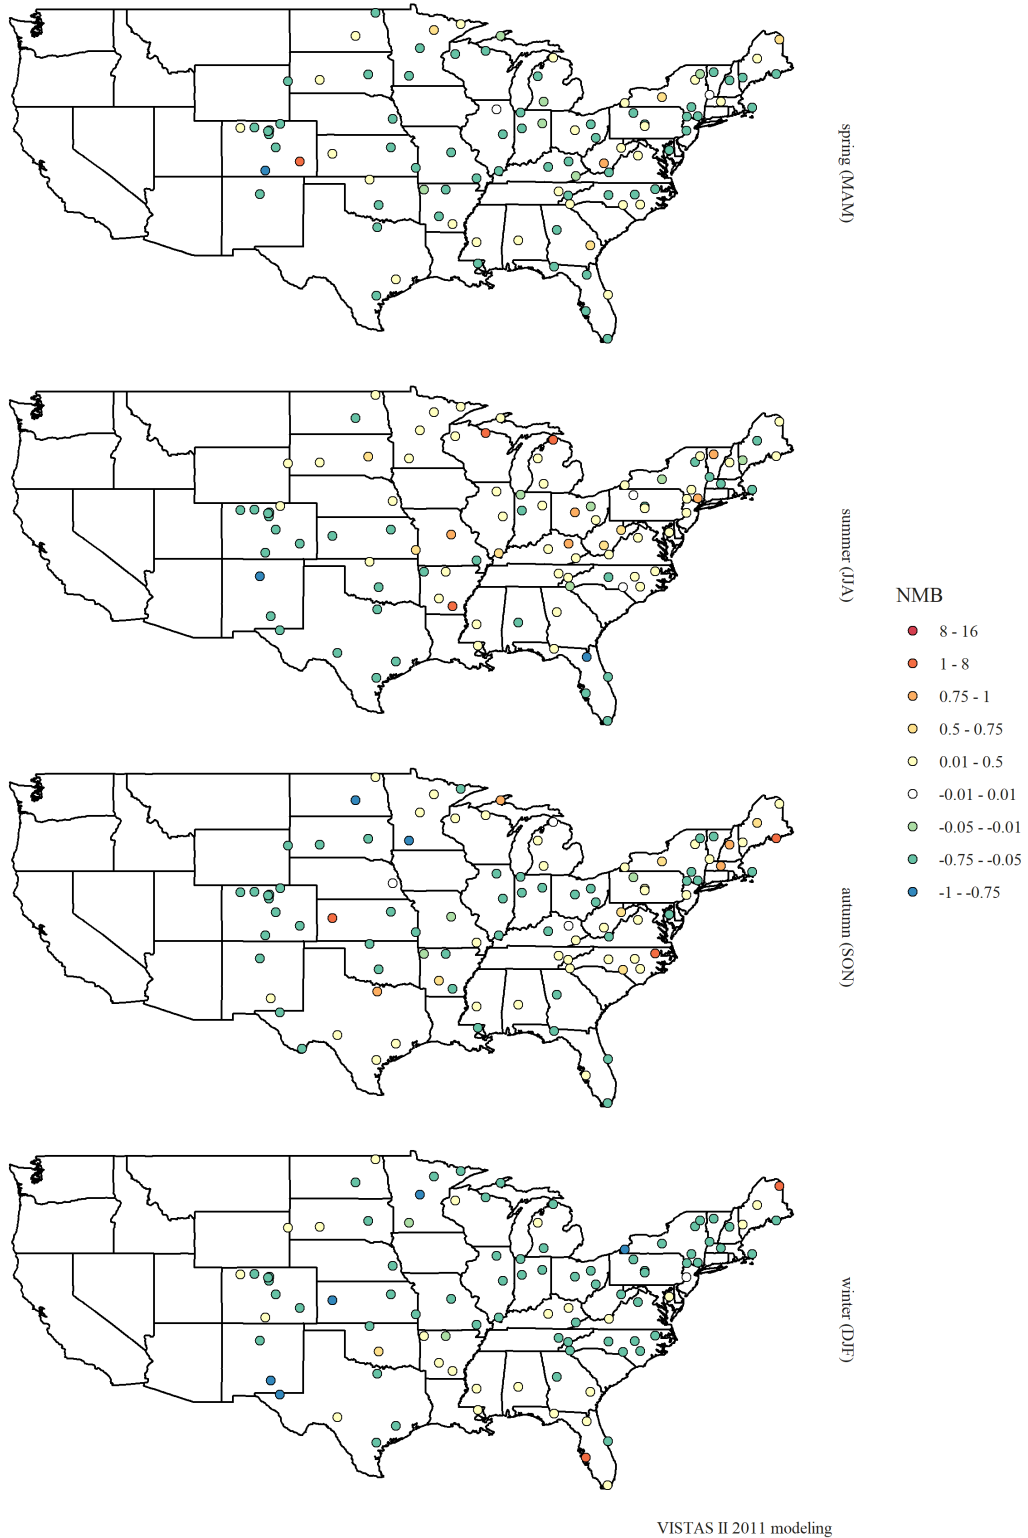 spring (MAM)
summer (JJA)
NMB
8 - 16
1 - 8
0.75 - 1
0.5 - 0.75
0.01 - 0.5
-0.01 - 0.01
-0.05 - -0.01
-0.75 - -0.05
-1 - -0.75
autumn (SON)
winter (DJF)
VISTAS II 2011 modeling